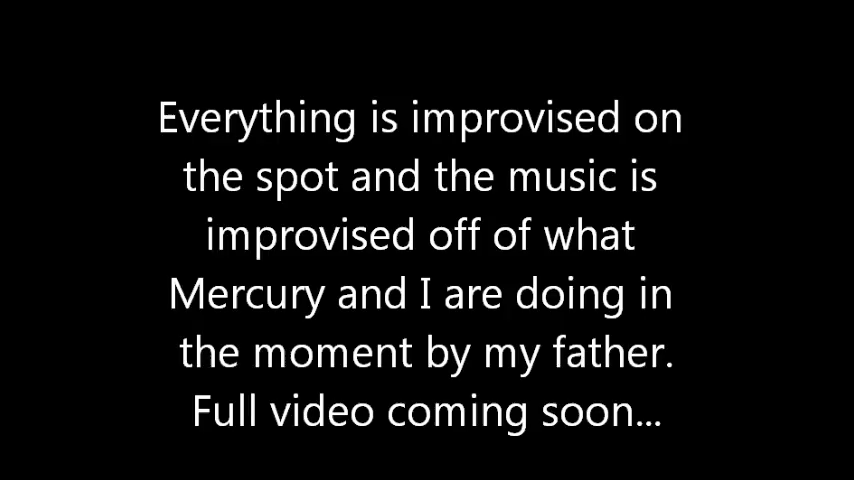 Everything is improvised on
the spot and the music is
improvised off of what
Mercury and I are doing in
the moment by my father.
Full video coming soon...